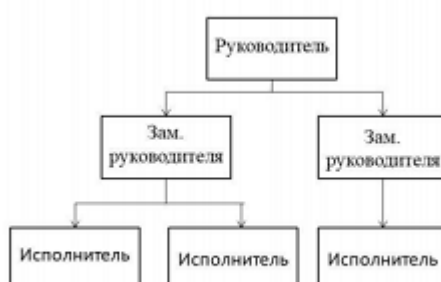 Руководитель
Зам.
руководителя
Зам.
руководителя
Исполнитель
Исполнитель
Исполнитель